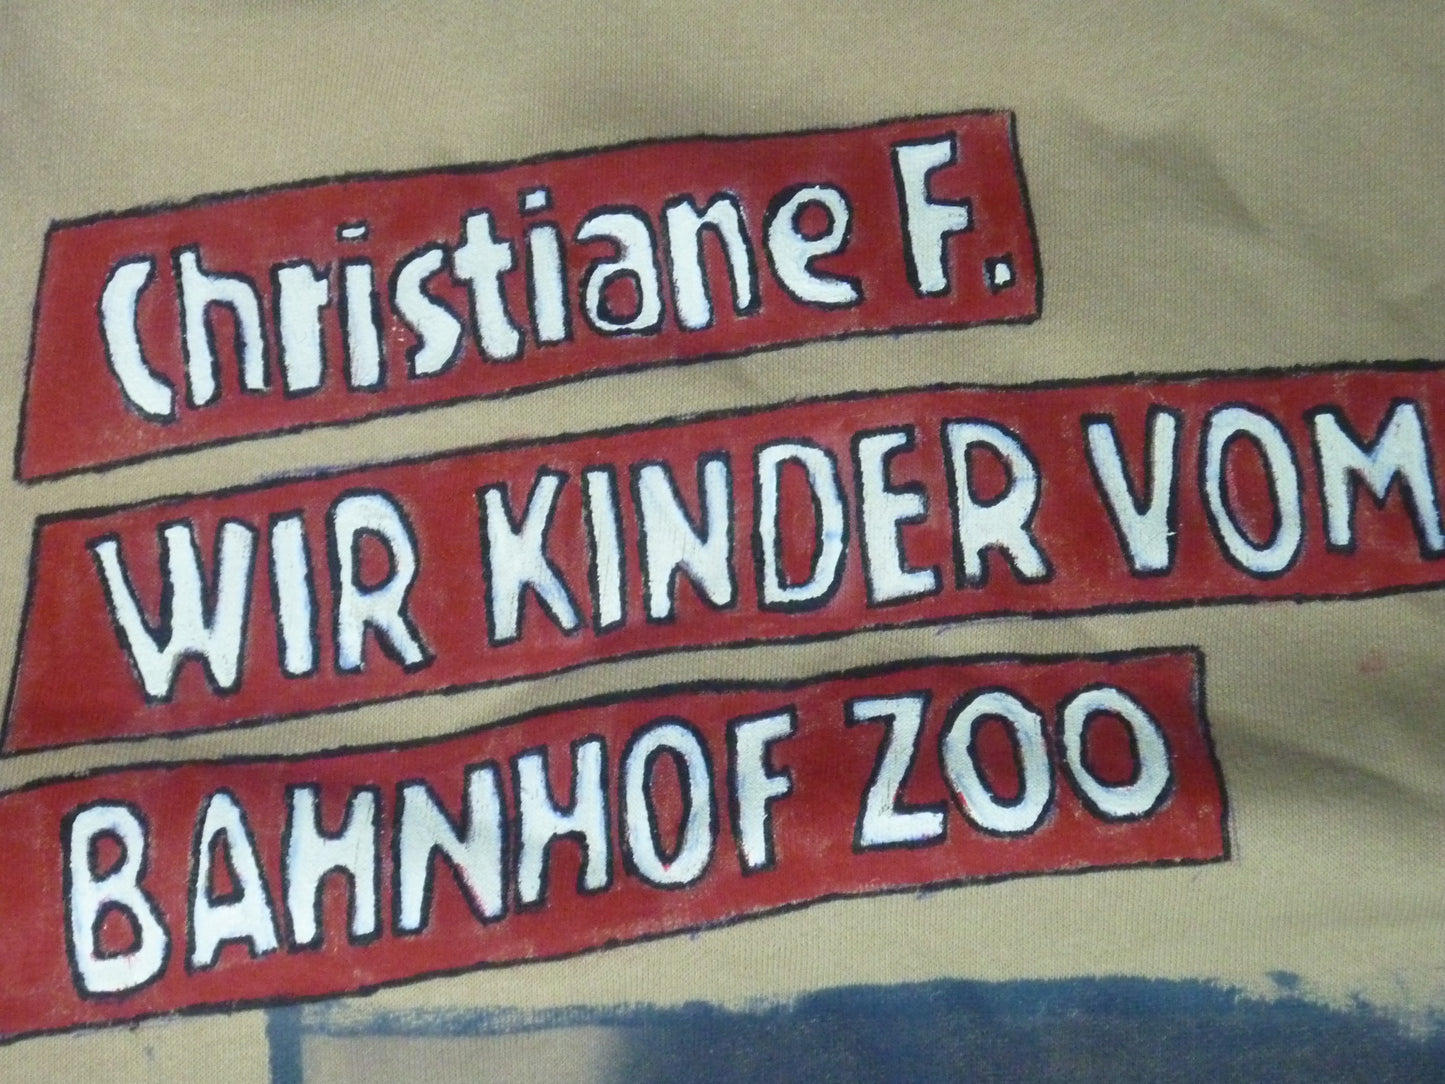 Christiane F.
WIR KINDER VOM
BAHNHOF ZOO